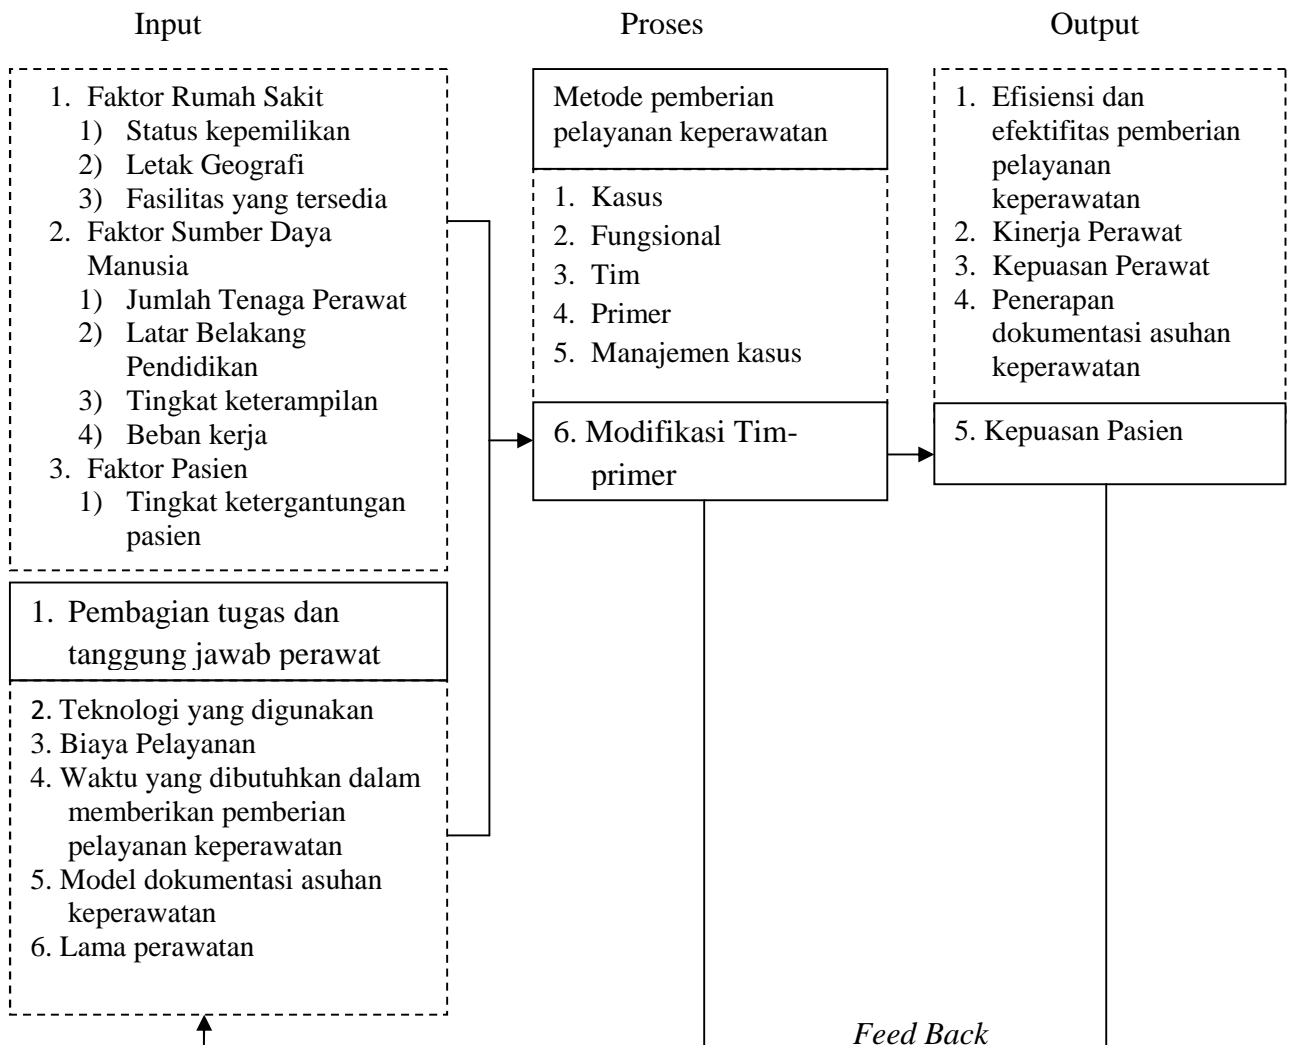 Input
Proses
Output
1. Faktor Rumah Sakit
1) Status kepemilikan
2) Letak Geografi
3) Fasilitas yang tersedia
2. Faktor Sumber Daya
Manusia
1) Jumlah Tenaga Perawat
2) Latar Belakang
Pendidikan
3) Tingkat keterampilan
4) Beban kerja
3. Faktor Pasien
1) Tingkat ketergantungan
pasien
1. Pembagian tugas dan
tanggung jawab perawat
2. Teknologi yang digunakan
3. Biaya Pelayanan
4. Waktu yang dibutuhkan dalam
memberikan pemberian
pelayanan keperawatan
5. Model dokumentasi asuhan
keperawatan
6. Lama perawatan
Metode pemberian
pelayanan keperawatan
1. Kasus
2. Fungsional
3. Tim
4. Primer
5. Manajemen kasus
6. Modifikasi Tim-
primer
1. Efisiensi dan
efektifitas pemberian
pelayanan
keperawatan
2. Kinerja Perawat
3. Kepuasan Perawat
4. Penerapan
dokumentasi asuhan
keperawatan
5. Kepuasan Pasien
Feed Back